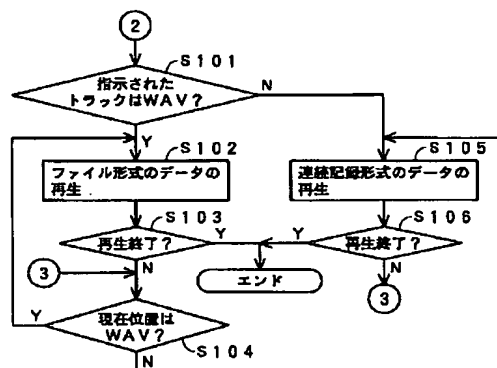 2
S101
指示された
トラックはWAV?
N
Y
S102
S105
ファイル形式のデータの
再生
連続記録形式のデータの
再生
S103
S106
再生終了?
Y
Y
再生終了?
3
N
エンド
N
3
Y
現在位置は
WAV?
S104
N